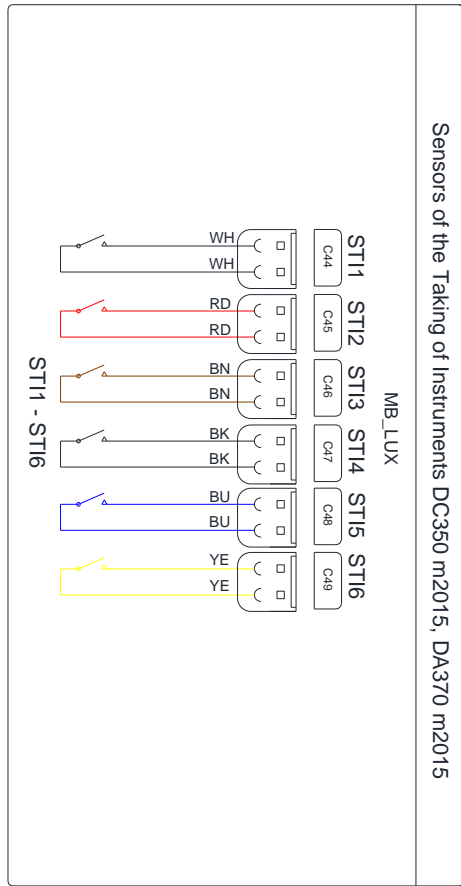 Sensors of the Taking of Instruments DC350 m2015, DA370 m2015
MB_LUX
STI1
STI2
STI3
STI4
STI5
STI6
C44
C45
C46
C47
C48
C49
WH
WH
RD
RD
BN
BN
BK
BK
BU
BU
YE
YE
STI1 - STI6